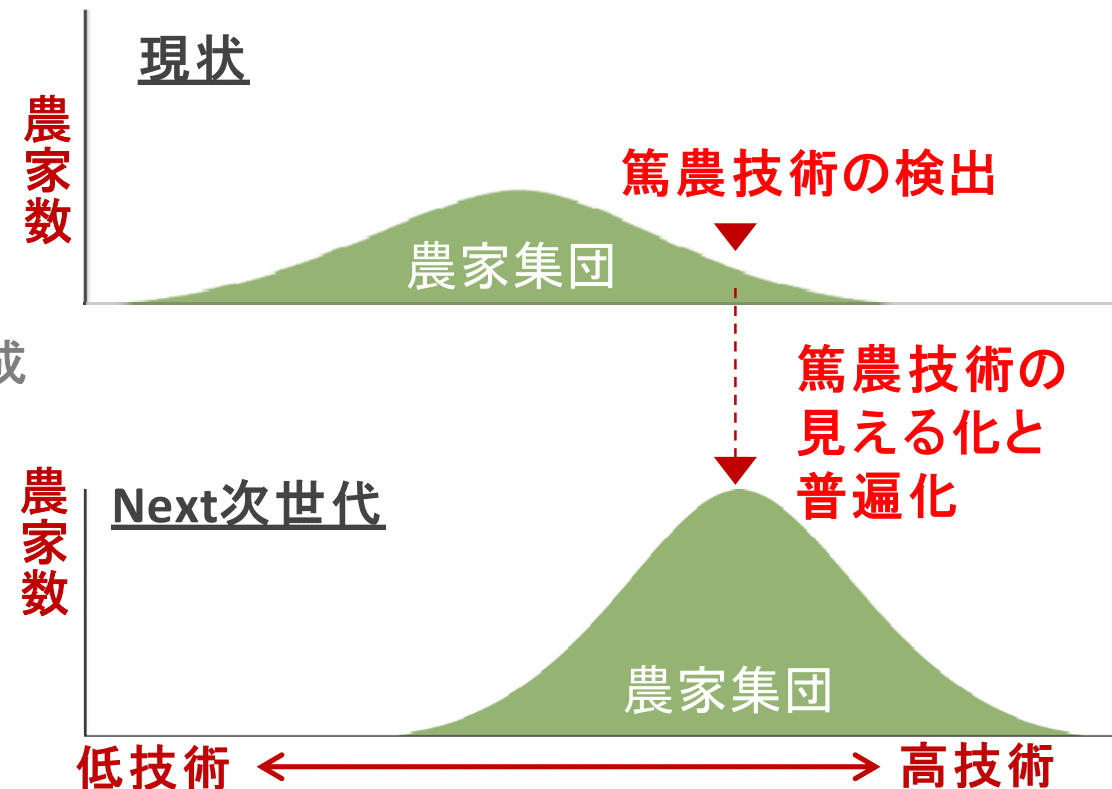 現状
農家数
篤農技術の検出
農家集団
成
篤農技術の
見える化と
普遍化
農家数
Next次世代
農家集団
低技術
高技術